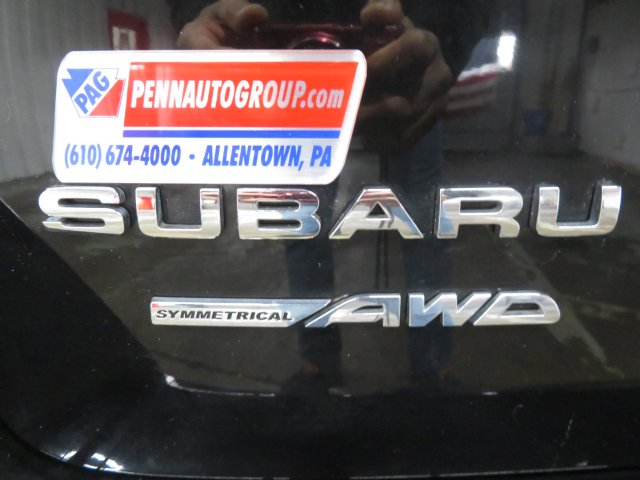 PAG
PENNAUTOGROUP.com
(610) 674-4000 • ALLENTOWN, PA
SUBARU
SYMMETRICAL AWD